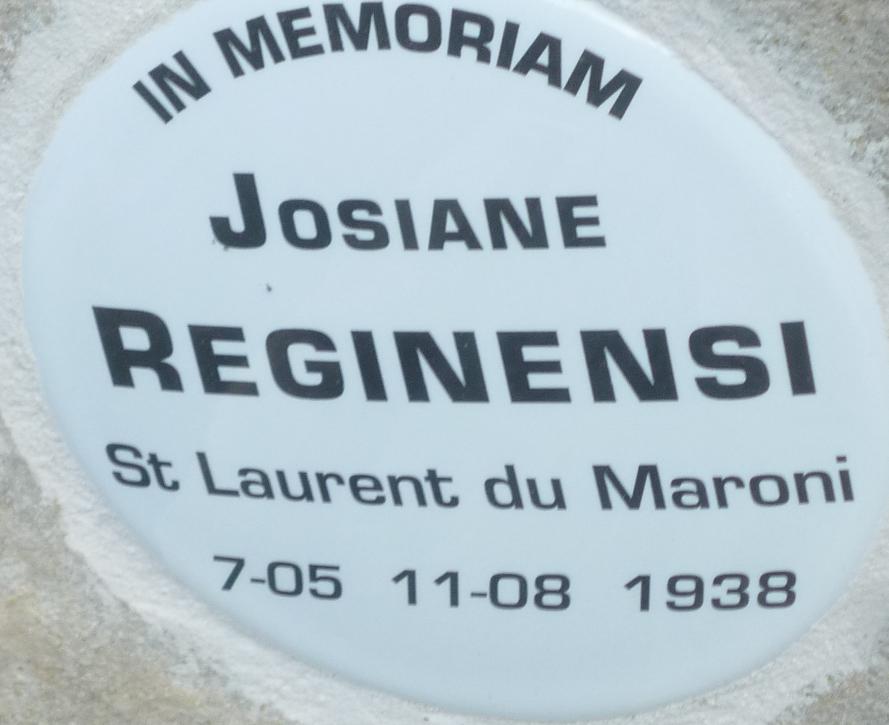 IN MEMORIAM
JOSIANE
REGINENSI
St Laurent du Maroni
7-05 11-08 1938